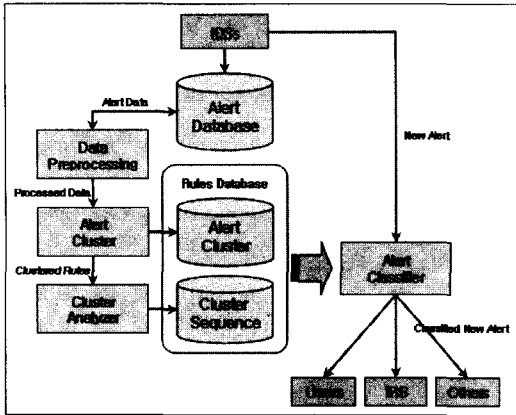 IDSs
Alert Data
Alert
Database
New Alert
Data
Preprocessing
Rules Database
Processed Data
Alert
Cluster
Alert
Cluster
Alert
Classifier
Clustered Rules
Cluster
Analyzer
Cluster
Sequence
Classified New Alert
Users
IRS
Others